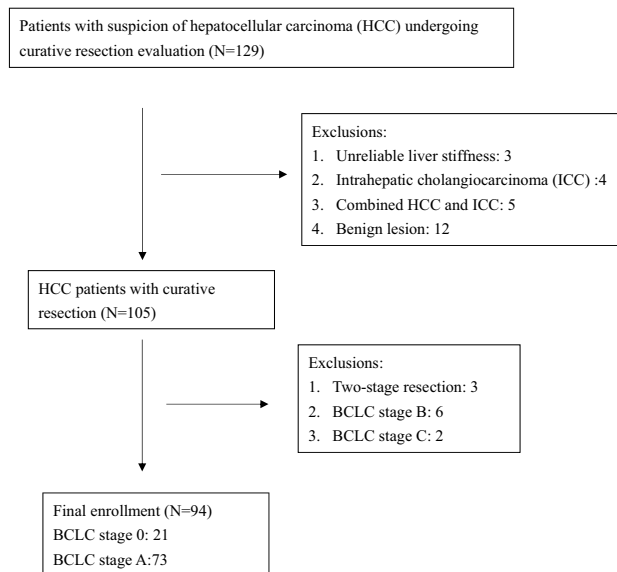 Patients with suspicion of hepatocellular carcinoma (HCC) undergoing
curative resection evaluation (N=129)
Exclusions:
1. Unreliable liver stiffness: 3
2. Intrahepatic cholangiocarcinoma (ICC) :4
3. Combined HCC and ICC: 5
4. Benign lesion: 12
HCC patients with curative
resection (N=105)
Exclusions:
1. Two-stage resection: 3
2. BCLC stage B: 6
3. BCLC stage C: 2
Final enrollment (N=94)
BCLC stage 0: 21
BCLC stage A:73